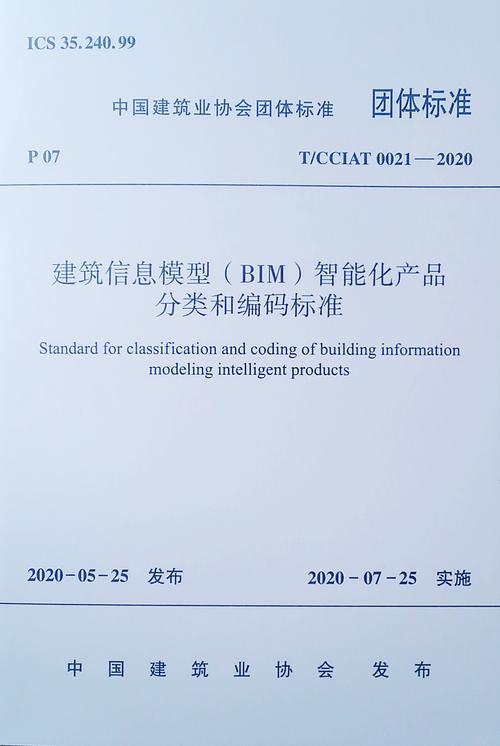 ICS 35.240.99
中国建筑业协会团体标准 团体标准
P 07 T/CCIAT 0021—2020
建筑信息模型（BIM）智能化产品
分类和编码标准
Standard for classification and coding of building information
modeling intelligent products
2020-05-25 发布 2020-07-25 实施
中国建筑业协会 发布